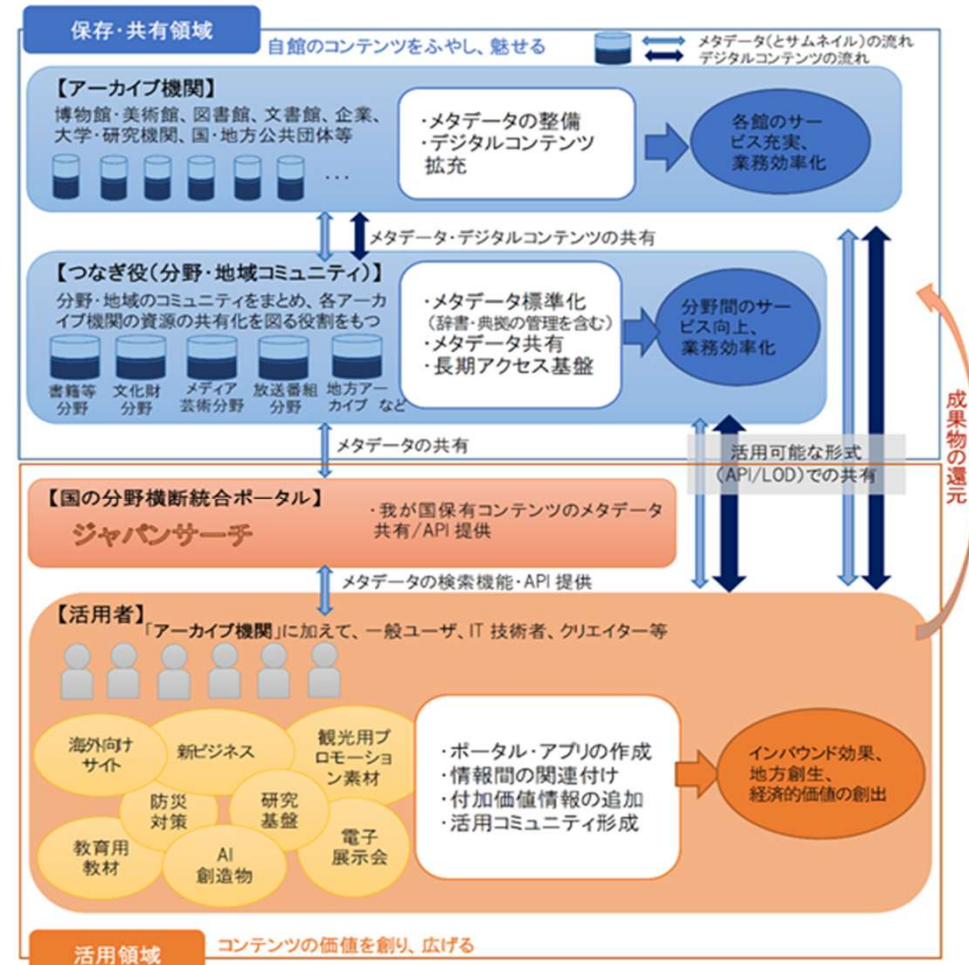 保存・共有領域
自館のコンテンツをふやし、魅せる
メタデータ(とサムネイル)の流れ
デジタルコンテンツの流れ
【アーカイブ機関】
博物館・美術館、図書館、文書館、企業、
大学・研究機関、国・地方公共団体等
...
・メタデータの整備
・デジタルコンテンツ
拡充
各館のサー
ビス充実、
業務効率化
メタデータ・デジタルコンテンツの共有
【つなぎ役(分野・地域コミュニティ)】
分野・地域のコミュニティをまとめ、各アーカ
イブ機関の資源の共有化を図る役割をもつ
書籍等
分野
文化財
分野
メディア
芸術分野
放送番組
分野
地方アー
カイブ など
・メタデータ標準化
(辞書・典拠の管理を含む)
・メタデータ共有
・長期アクセス基盤
分野間のサー
ビス向上、
業務効率化
メタデータの共有
活用可能な形式
(API/LOD)での共有
成果物の還元
【国の分野横断統合ポータル】
ジャパンサーチ
・我が国保有コンテンツのメタデータ
共有/API 提供
メタデータの検索機能・API 提供
【活用者】
「アーカイブ機関」に加えて、一般ユーザ、IT 技術者、クリエイター等
海外向け
サイト
新ビジネス
観光用プ
ロモーショ
ン素材
防災
対策
研究
基盤
教育用
教材
AI
創造物
電子
展示会
・ポータル・アプリの作成
・情報間の関連付け
・付加価値情報の追加
・活用コミュニティ形成
インバウンド効果、
地方創生、
経済的価値の創出
活用領域
コンテンツの価値を創り、広げる